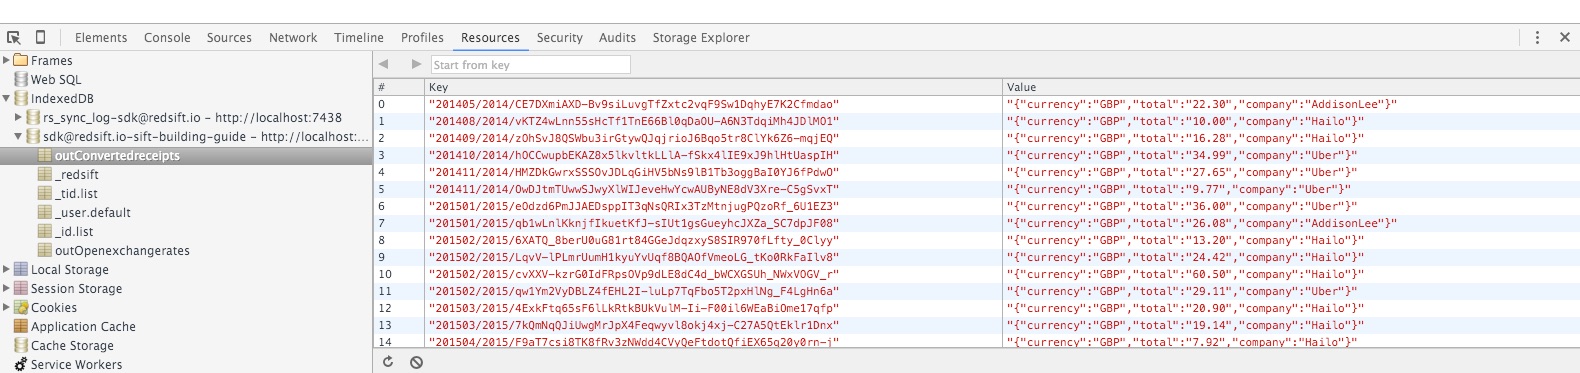 Elements Console Sources Network Timeline Profiles Resources Security Audits Storage Explorer
Frames
Web SQL
IndexedDB
rs_sync_log-sdk@redsift.io – http://localhost:7438
sdk@redsift.io-sift-building-guide – http://localhost:...
outConvertedreceipts
_redsift
_tid.list
_user.default
_id.list
outOpenexchangerates
Local Storage
Session Storage
Cookies
Application Cache
Cache Storage
Service Workers
Start from key
# Key Value
0 "201405/2014/CE7DXmiAXD-Bv9siLuvgTfZxtc2vqF9Sw1DqhyE7K2Cfmdao" "{"currency":"GBP","total":"22.30","company":"AddisonLee"}"
1 "201408/2014/vKTZ4wLnn55sHcTf1TnE66Bl0qDaOU-A6N3TdqiMh4JDlMO1" "{"currency":"GBP","total":"10.00","company":"Hailo"}"
2 "201409/2014/zOhSvJ8QSWbu3irGtywQJqjrioJ6Bqo5tr8ClYk6Z6-mqjEQ" "{"currency":"GBP","total":"16.28","company":"Hailo"}"
3 "201410/2014/hOCCwupbEKAZ8x5lkvltkLLlA-fSkx4lIE9xJ9hlHtUaspIH" "{"currency":"GBP","total":"34.99","company":"Uber"}"
4 "201411/2014/HMZDkGwrxSSSOvJDLqGiHV5bNs9lB1Tb3oggBaI0YJ6fPdwO" "{"currency":"GBP","total":"27.65","company":"Uber"}"
5 "201411/2014/OwDJtmTUwwSJwyXlWIJeveHwYcwAUByNE8dV3Xre-C5gSvxT" "{"currency":"GBP","total":"9.77","company":"Uber"}"
6 "201501/2015/eOdzd6PmJJAEDsppIT3qNsQRIx3TzMtnjugPQzoRf_6U1EZ3" "{"currency":"GBP","total":"36.00","company":"Uber"}"
7 "201501/2015/qb1wLnlKknjfIkuetKfJ-sIUt1gsGueyhcJXZa_SC7dpJF08" "{"currency":"GBP","total":"26.08","company":"AddisonLee"}"
8 "201502/2015/6XATQ_8berU0uG81rt84GGeJdqzxyS8SIR970fLfty_0Clyy" "{"currency":"GBP","total":"13.20","company":"Hailo"}"
9 "201502/2015/LqvV-lPLmrUumH1kyuYvUqf8BQAOfVmeoLG_tKo0RkFaIlv8" "{"currency":"GBP","total":"24.42","company":"Hailo"}"
10 "201502/2015/cvXXV-kzrG0IdFRpsOVp9dLE8dC4d_bWCXGSUh_NWxVOGV_r" "{"currency":"GBP","total":"60.50","company":"Hailo"}"
11 "201502/2015/qw1Ym2VyDBLZ4fEHL2I-luLp7TqFbo5T2pxHlNg_F4LgHn6a" "{"currency":"GBP","total":"29.11","company":"Uber"}"
12 "201503/2015/4ExkFtq65sF6lLkRtkBUkVulM-Ii-F00il6WEaBiOme17qfp" "{"currency":"GBP","total":"20.90","company":"Hailo"}"
13 "201503/2015/7kQmNqQJiUwgMrJpX4Feqwyvl8okj4xj-C27A5QtEklr1Dnx" "{"currency":"GBP","total":"19.14","company":"Hailo"}"
14 "201504/2015/F9aT7csi8TK8fRv3zNWdd4CVyQeFtdotQfiEX65q20y0rn-j" "{"currency":"GBP","total":"7.92","company":"Hailo"}"